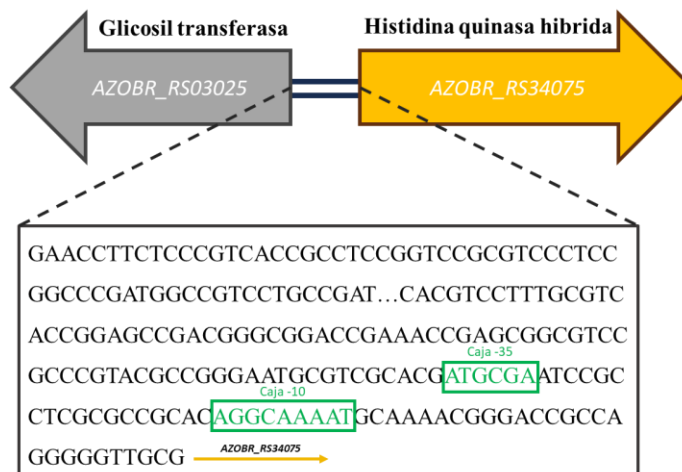 Glicosil transferasa Histidina quinasa hibrida
AZOBR_RS03025 AZOBR_RS34075
GAACCTTCTCCCGTCACCGCCTCCGGTCCGCGTCCCTCC
GGCCCGATGGCCGTCCTGCCGAT...CACGTCCTTTGCGTC
ACCGGAGCCGACGGGCGGACCGAAACCGAGCGGCGTCC
Caja -35
GCCCGTACGCCGGGAATGCGTCGCACGATGCGAATCCGC
Caja -10
CTCGCGCCGCACAGGCAAAATGCAAAACGGGACCGCCA
GGGGGTTGCG AZOBR_RS34075